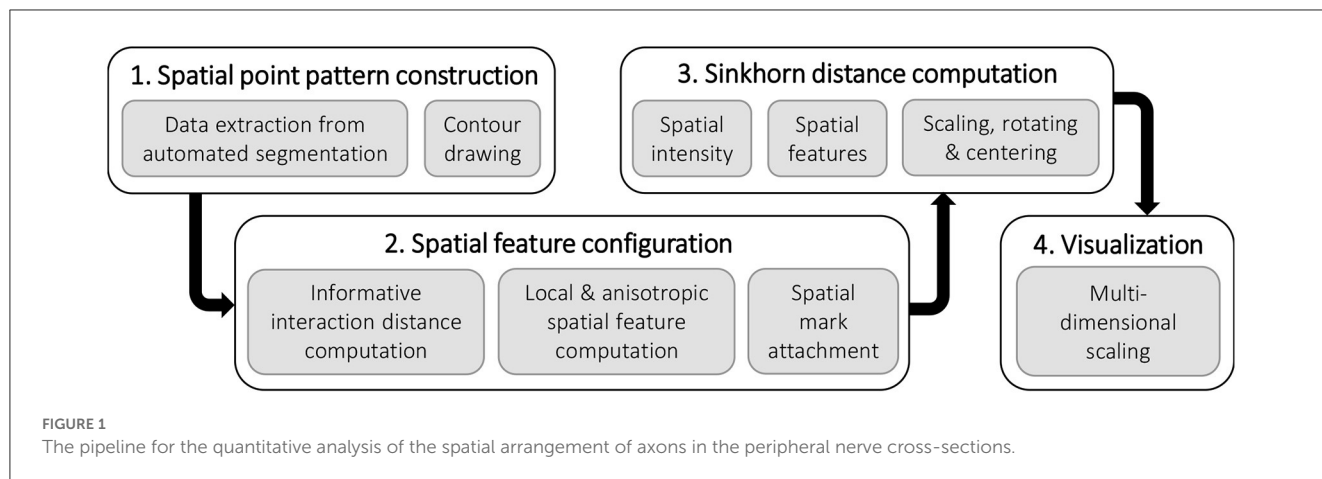 1. Spatial point pattern construction
Data extraction from
automated segmentation
Contour
drawing
2. Spatial feature configuration
Informative
interaction distance
computation
Local & anisotropic
spatial feature
computation
Spatial
mark
attachment
3. Sinkhorn distance computation
Spatial
intensity
Spatial
features
Scaling, rotating
& centering
4. Visualization
Multi-
dimensional
scaling
FIGURE 1
The pipeline for the quantitative analysis of the spatial arrangement of axons in the peripheral nerve cross-sections.